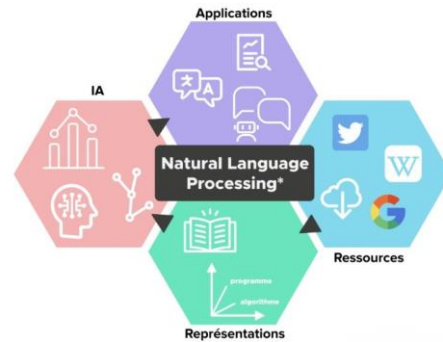 Applications
IA
Natural Language
Processing*
Ressources
programme
algorithme
Représentations